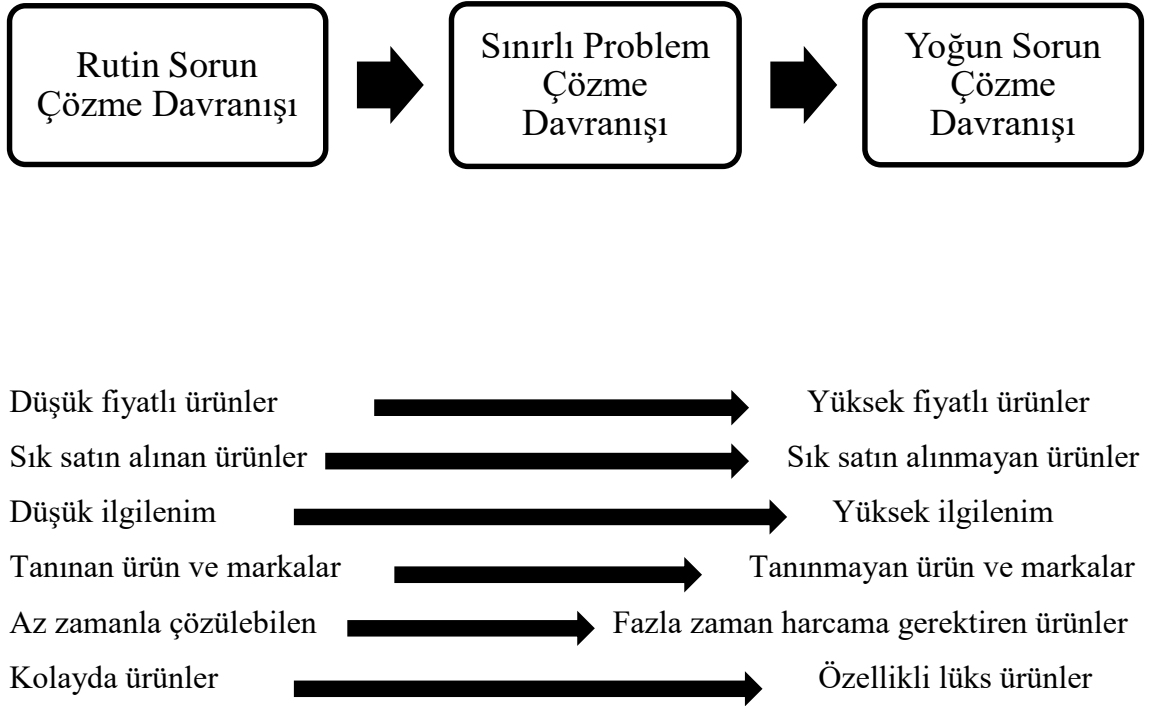 Rutin Sorun
Çözme Davranışı
Sınırlı Problem
Çözme
Davranışı
Yoğun Sorun
Çözme
Davranışı
Düşük fiyatlı ürünler Yüksek fiyatlı ürünler
Sık satın alınan ürünler Sık satın alınmayan ürünler
Düşük ilgilenim Yüksek ilgilenim
Tanınan ürün ve markalar Tanınmayan ürün ve markalar
Az zamanla çözülebilen Fazla zaman harcama gerektiren ürünler
Kolayda ürünler Özellikli lüks ürünler